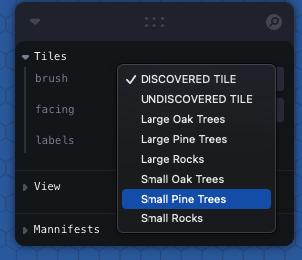 Tiles
brush
✓ DISCOVERED TILE
UNDISCOVERED TILE
facing
Large Oak Trees
labels
Large Pine Trees
Large Rocks
Small Oak Trees
View
Small Pine Trees
Small Rocks
Mannifests